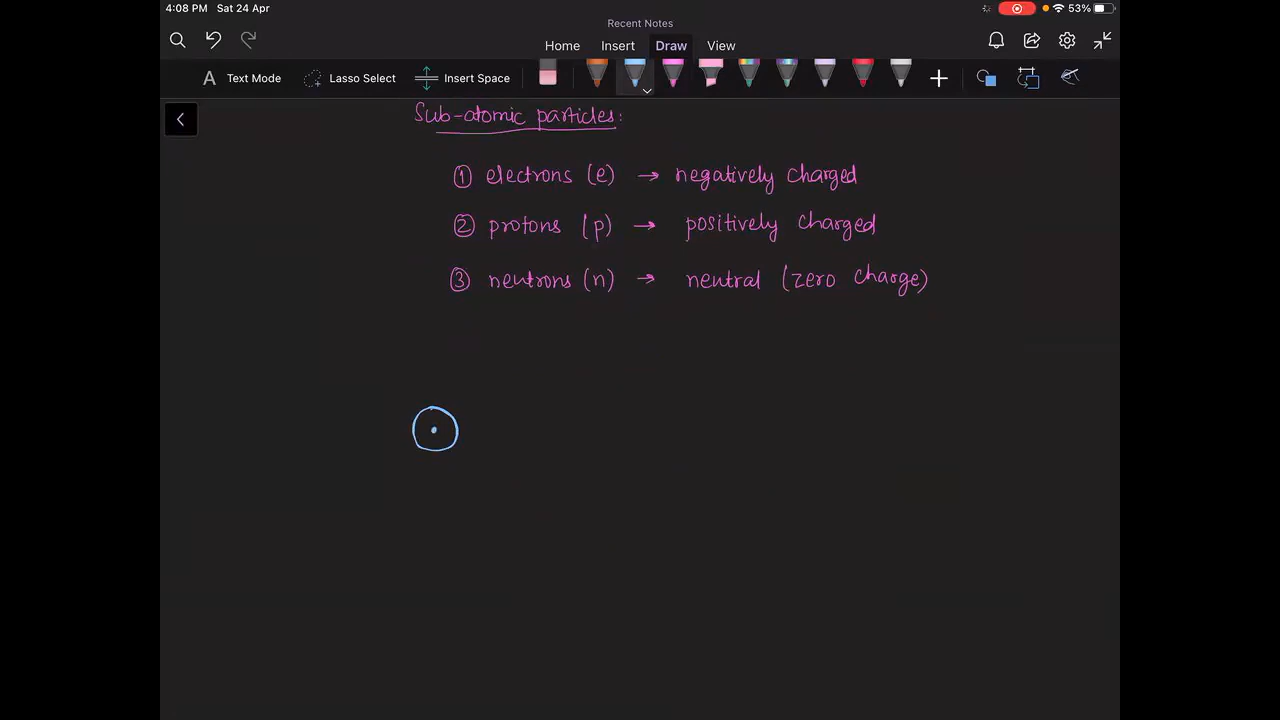 4:08 PM Sat 24 Apr
53%
Recent Notes
Home Insert Draw View
A Text Mode Lasso Select Insert Space
Sub-atomic particles:
① electrons (e) → negatively charged
② protons (p) → positively charged
③ neutrons (n) → neutral (zero charge)